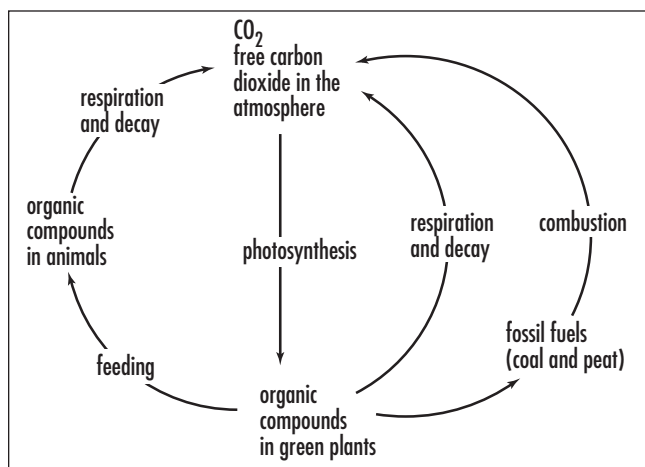 CO₂
free carbon
dioxide in the
atmosphere
respiration
and decay
organic
compounds
in animals
photosynthesis
respiration
and decay
combustion
feeding
fossil fuels
(coal and peat)
organic
compounds
in green plants